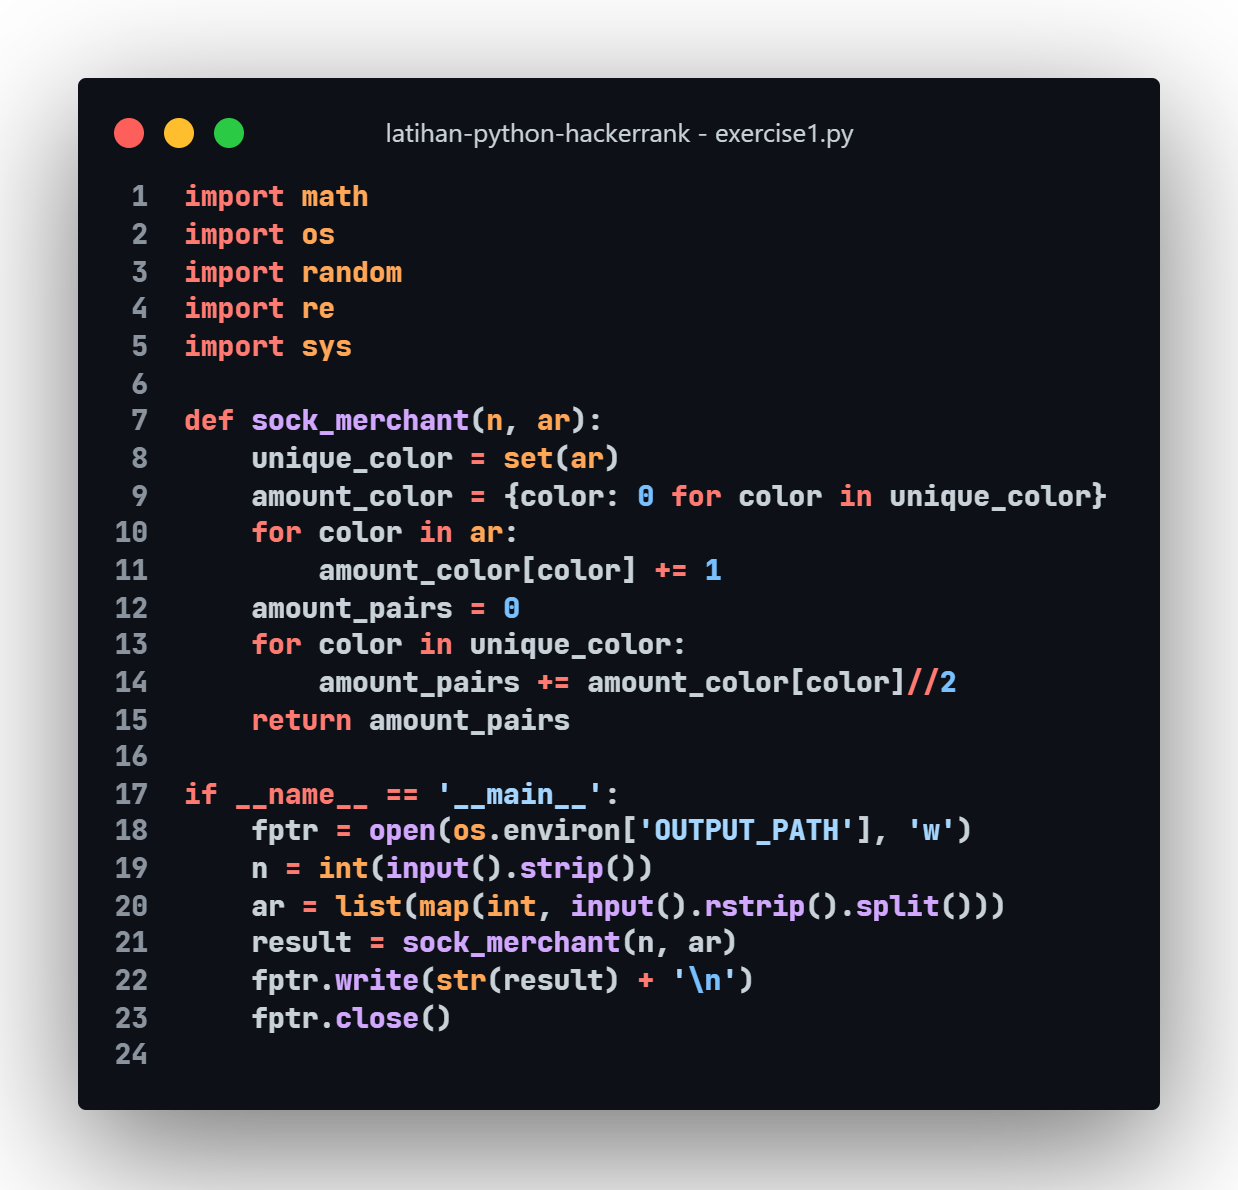 latihan-python-hackerrank - exercise1.py
1 import math
2 import os
3 import random
4 import re
5 import sys
6
7 def sock_merchant(n, ar):
8     unique_color = set(ar)
9     amount_color = {color: 0 for color in unique_color}
10     for color in ar:
11         amount_color[color] += 1
12     amount_pairs = 0
13     for color in unique_color:
14         amount_pairs += amount_color[color]//2
15     return amount_pairs
16
17 if __name__ == '__main__':
18     fptr = open(os.environ['OUTPUT_PATH'], 'w')
19     n = int(input().strip())
20     ar = list(map(int, input().rstrip().split()))
21     result = sock_merchant(n, ar)
22     fptr.write(str(result) + '\n')
23     fptr.close()
24